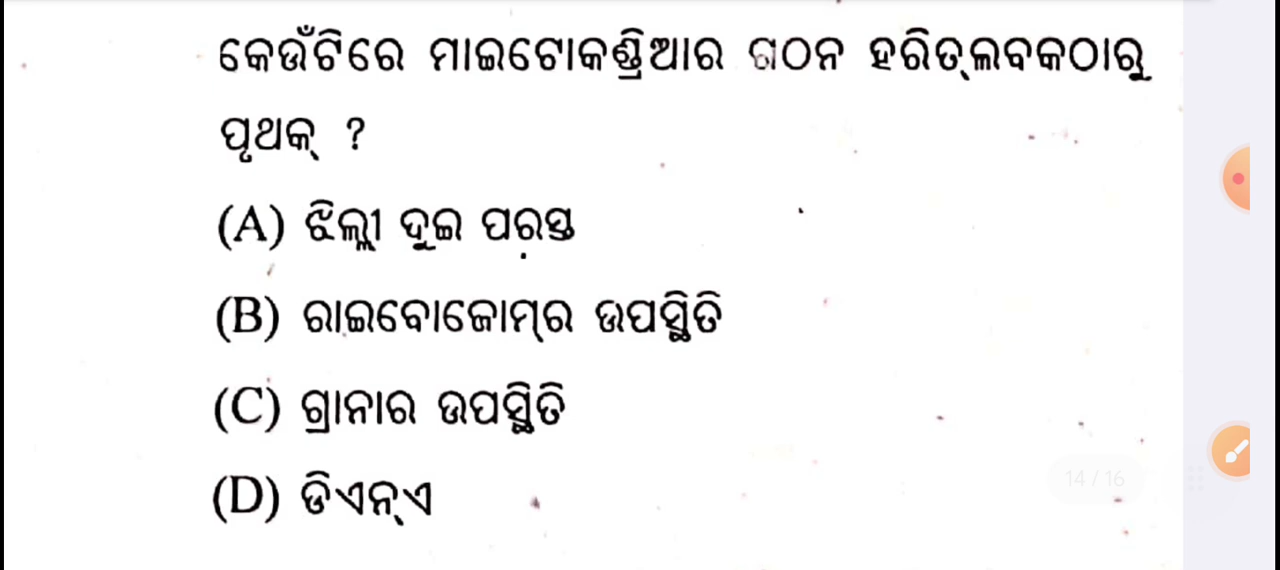 କେଉଁଟିରେ ମାଇଟୋକଣ୍ଡ୍ରିଆର ଗଠନ ହରିତ୍‌ଲବକଠାରୁ
ପୃଥକ୍ ?
(A) ଝିଲ୍ଲୀ ଦୁଇ ପରସ୍ତ
(B) ରାଇବୋଜୋମ୍‌ର ଉପସ୍ଥିତି
(C) ଗ୍ରାନାର ଉପସ୍ଥିତି
(D) ଡିଏନ୍‌ଏ
14 / 16